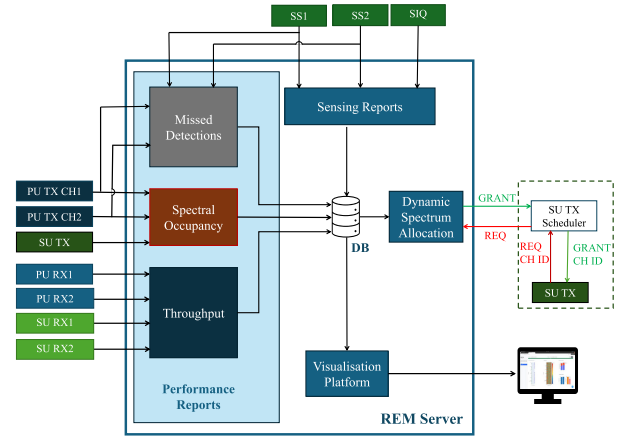 SS1
SS2
SIQ
Missed
Detections
Sensing Reports
PU TX CH1
PU TX CH2
SU TX
Spectral
Occupancy
DB
Dynamic
Spectrum
Allocation
GRANT
REQ
SU TX
Scheduler
REQ
CH ID
GRANT
CH ID
SU TX
PU RX1
PU RX2
SU RX1
SU RX2
Throughput
Performance
Reports
Visualisation
Platform
REM Server